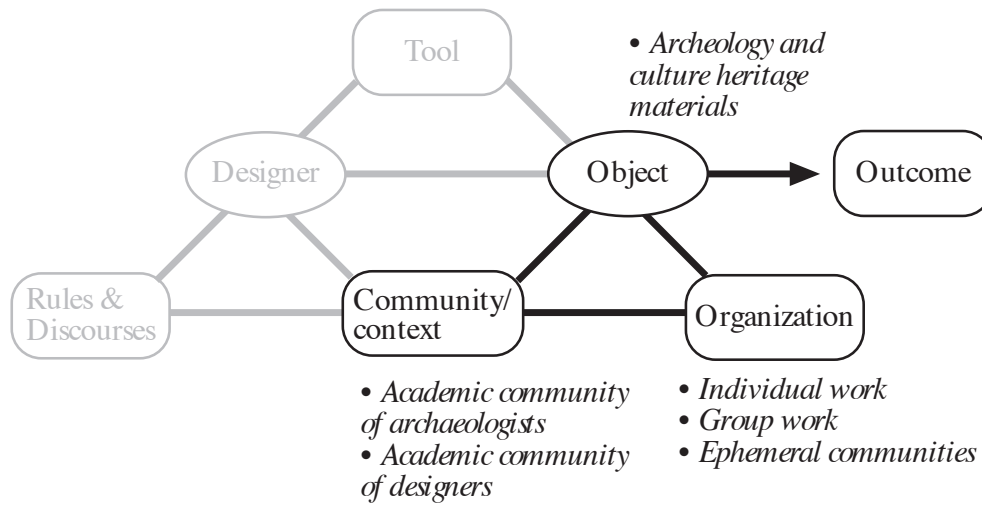 Tool
• Archeology and
culture heritage
materials
Designer
Object
Outcome
Rules &
Discourses
Community/
context
Organization
• Academic community
of archaeologists
• Academic community
of designers
• Individual work
• Group work
• Ephemeral communities